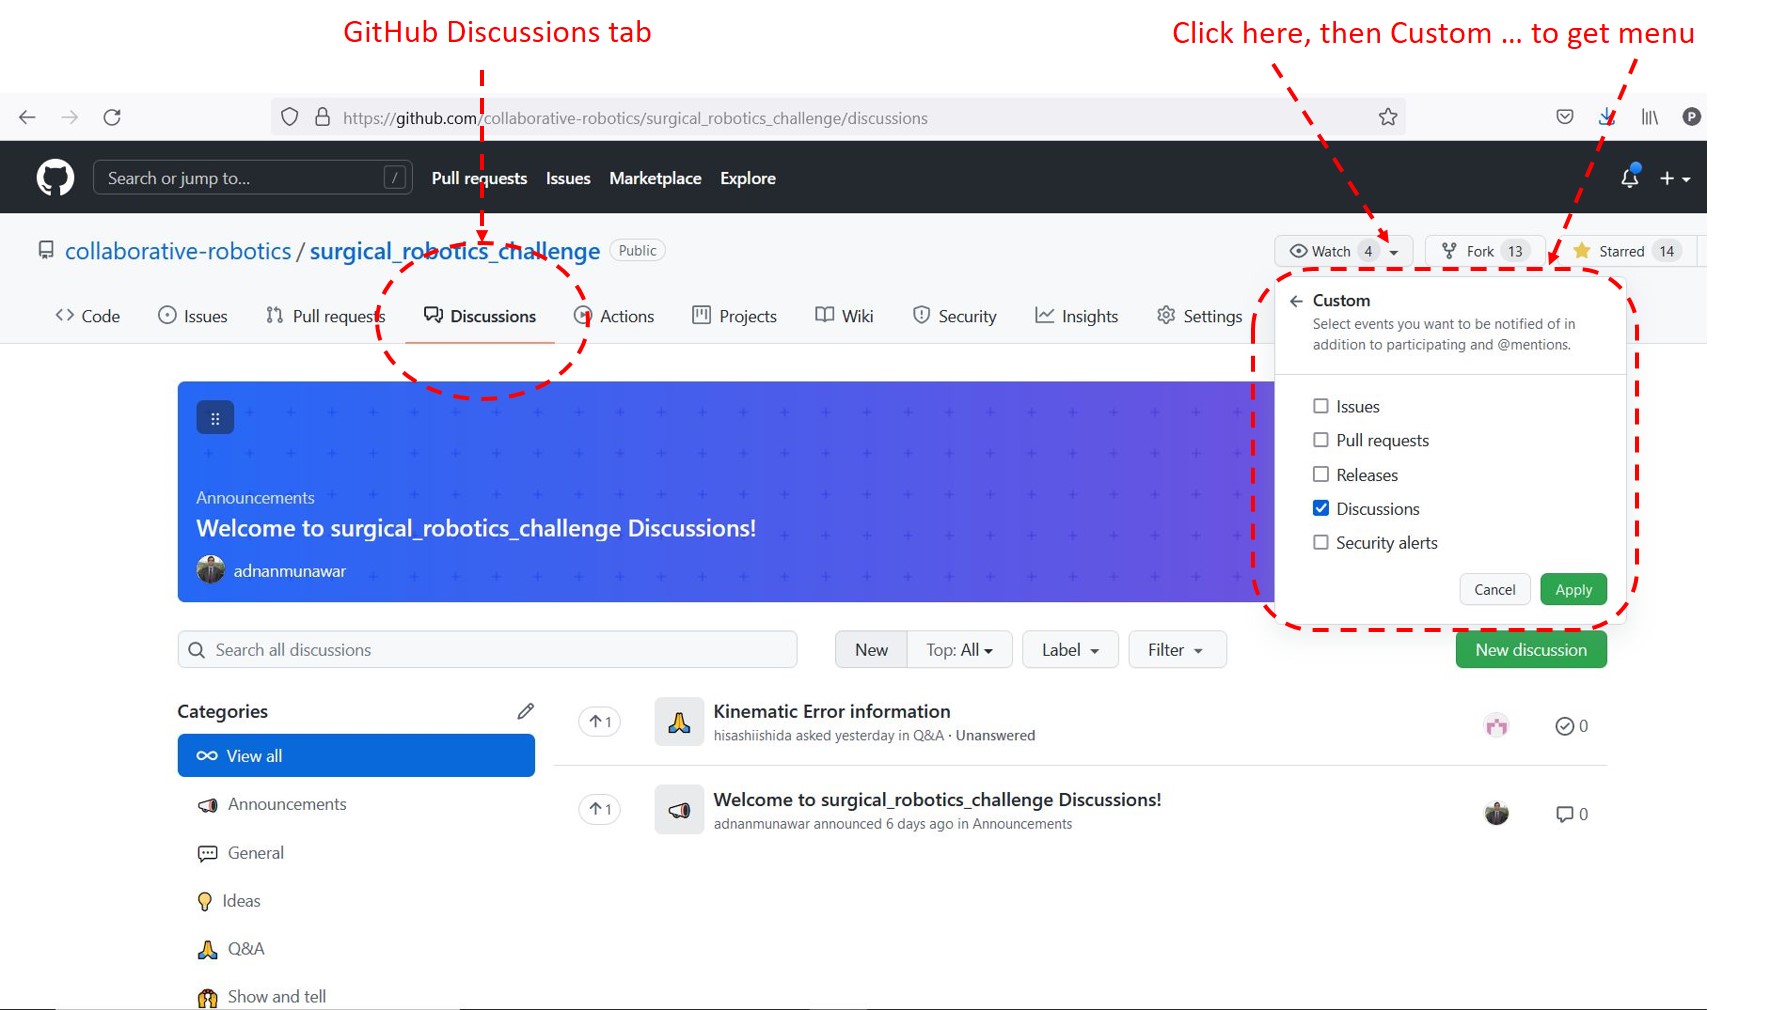 GitHub Discussions tab
Click here, then Custom ... to get menu
https://github.com/collaborative-robotics/surgical_robotics_challenge/discussions
P
Search or jump to...
/
Pull requests Issues Marketplace Explore
collaborative-robotics / surgical_robotics_challenge Public
Watch 4
Fork 13
Starred 14
Code Issues Pull requests Discussions Actions Projects Wiki Security Insights Settings
Custom
Select events you want to be notified of in
addition to participating and @mentions.
Issues
Pull requests
Releases
Discussions
Security alerts
Cancel Apply
Announcements
Welcome to surgical_robotics_challenge Discussions!
adnanmunawar
Search all discussions
New Top: All Label Filter
New discussion
Categories
View all
Announcements
General
Ideas
Q&A
Show and tell
1
Kinematic Error information
hisashiishida asked yesterday in Q&A · Unanswered
0
1
Welcome to surgical_robotics_challenge Discussions!
adnanmunawar announced 6 days ago in Announcements
0